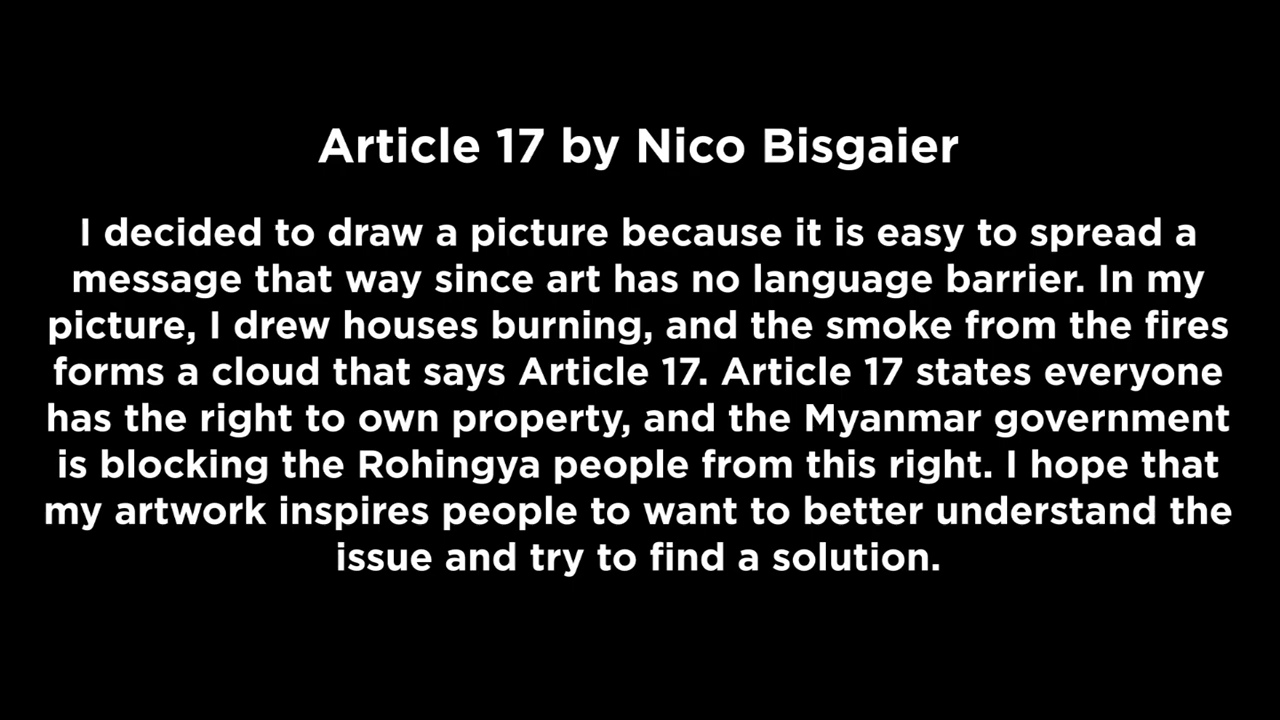 Article 17 by Nico Bisgaier
I decided to draw a picture because it is easy to spread a
message that way since art has no language barrier. In my
picture, I drew houses burning, and the smoke from the fires
forms a cloud that says Article 17. Article 17 states everyone
has the right to own property, and the Myanmar government
is blocking the Rohingya people from this right. I hope that
my artwork inspires people to want to better understand the
issue and try to find a solution.